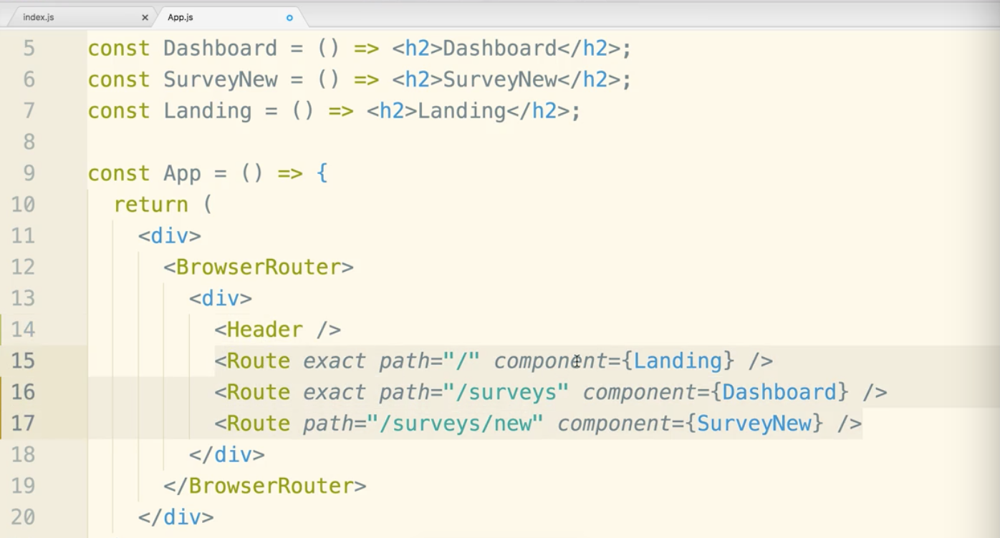 index.js × App.js
5 const Dashboard = () => <h2>Dashboard</h2>;
6 const SurveyNew = () => <h2>SurveyNew</h2>;
7 const Landing = () => <h2>Landing</h2>;
8
9 const App = () => {
10   return (
11     <div>
12       <BrowserRouter>
13         <div>
14           <Header />
15           <Route exact path="/" component={Landing} />
16           <Route exact path="/surveys" component={Dashboard} />
17           <Route path="/surveys/new" component={SurveyNew} />
18         </div>
19       </BrowserRouter>
20     </div>